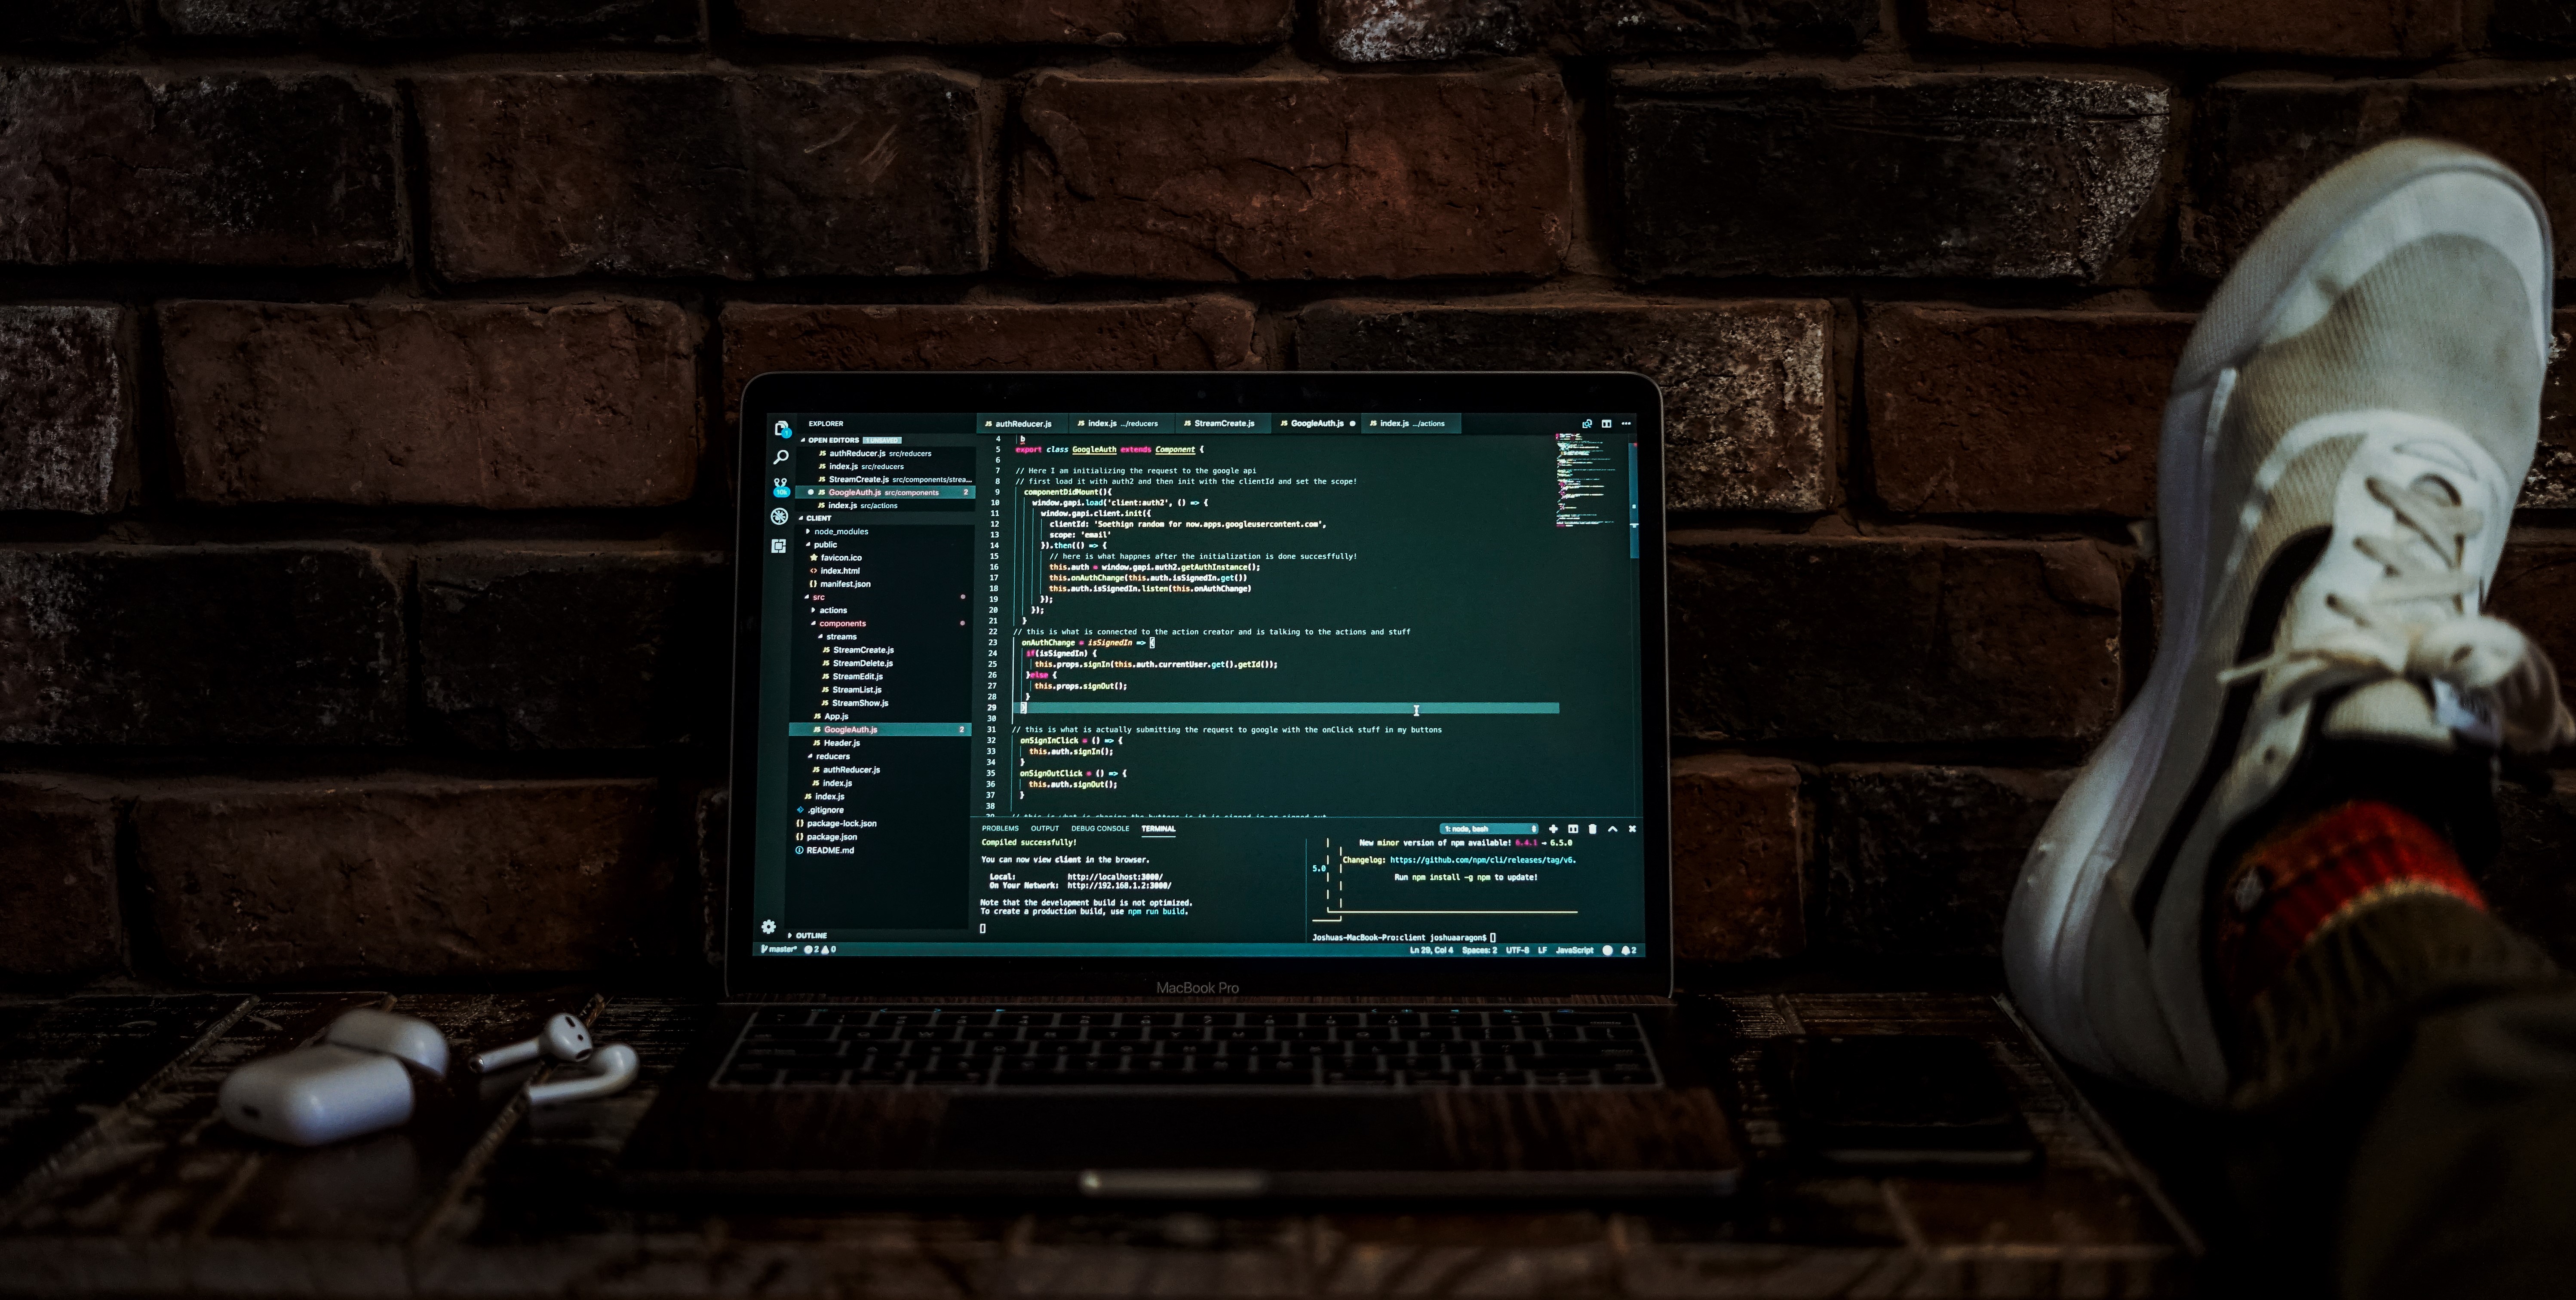 EXPLORER
OPEN EDITORS 1 UNSAVED
authReducer.js src/reducers
index.js src/reducers
StreamCreate.js src/components/strea...
GoogleAuth.js src/components 2
index.js src/actions
CLIENT
node_modules
public
favicon.ico
index.html
manifest.json
src
actions
components
streams
StreamCreate.js
StreamDelete.js
StreamEdit.js
StreamList.js
StreamShow.js
App.js
GoogleAuth.js 2
Header.js
reducers
authReducer.js
index.js
index.js
.gitignore
package-lock.json
package.json
README.md
OUTLINE
authReducer.js index.js .../reducers StreamCreate.js GoogleAuth.js index.js .../actions
4 b
5 export class GoogleAuth extends Component {
6
7 // Here I am initializing the request to the google api
8 // first load it with auth2 and then init with the clientId and set the scope!
9 componentDidMount(){
10 window.gapi.load('client:auth2', () => {
11 window.gapi.client.init({
12 clientId: 'Soethign random for now.apps.googleusercontent.com',
13 scope: 'email'
14 }).then(() => {
15 // here is what happnes after the initialization is done succesffully!
16 this.auth = window.gapi.auth2.getAuthInstance();
17 this.onAuthChange(this.auth.isSignedIn.get())
18 this.auth.isSignedIn.listen(this.onAuthChange)
19 });
20 });
21 }
22 // this is what is connected to the action creator and is talking to the actions and stuff
23 onAuthChange = isSignedIn => {
24 if(isSignedIn) {
25 this.props.signIn(this.auth.currentUser.get().getId());
26 }else {
27 this.props.signOut();
28 }
29 }
30
31 // this is what is actually submitting the request to google with the onClick stuff in my buttons
32 onSignInClick = () => {
33 this.auth.signIn();
34 }
35 onSignOutClick = () => {
36 this.auth.signOut();
37 }
38
PROBLEMS OUTPUT DEBUG CONSOLE TERMINAL 1: node, bash
Compiled successfully!
You can now view client in the browser.
Local: http://localhost:3000/
On Your Network: http://192.168.1.2:3000/
Note that the development build is not optimized.
To create a production build, use npm run build.
New minor version of npm available! 6.4.1 → 6.5.0
Changelog: https://github.com/npm/cli/releases/tag/v6.
5.0
Run npm install -g npm to update!
Joshuas-MacBook-Pro:client joshuaaragon$
master* 2 0 Ln 29, Col 4 Spaces: 2 UTF-8 LF JavaScript 2
MacBook Pro